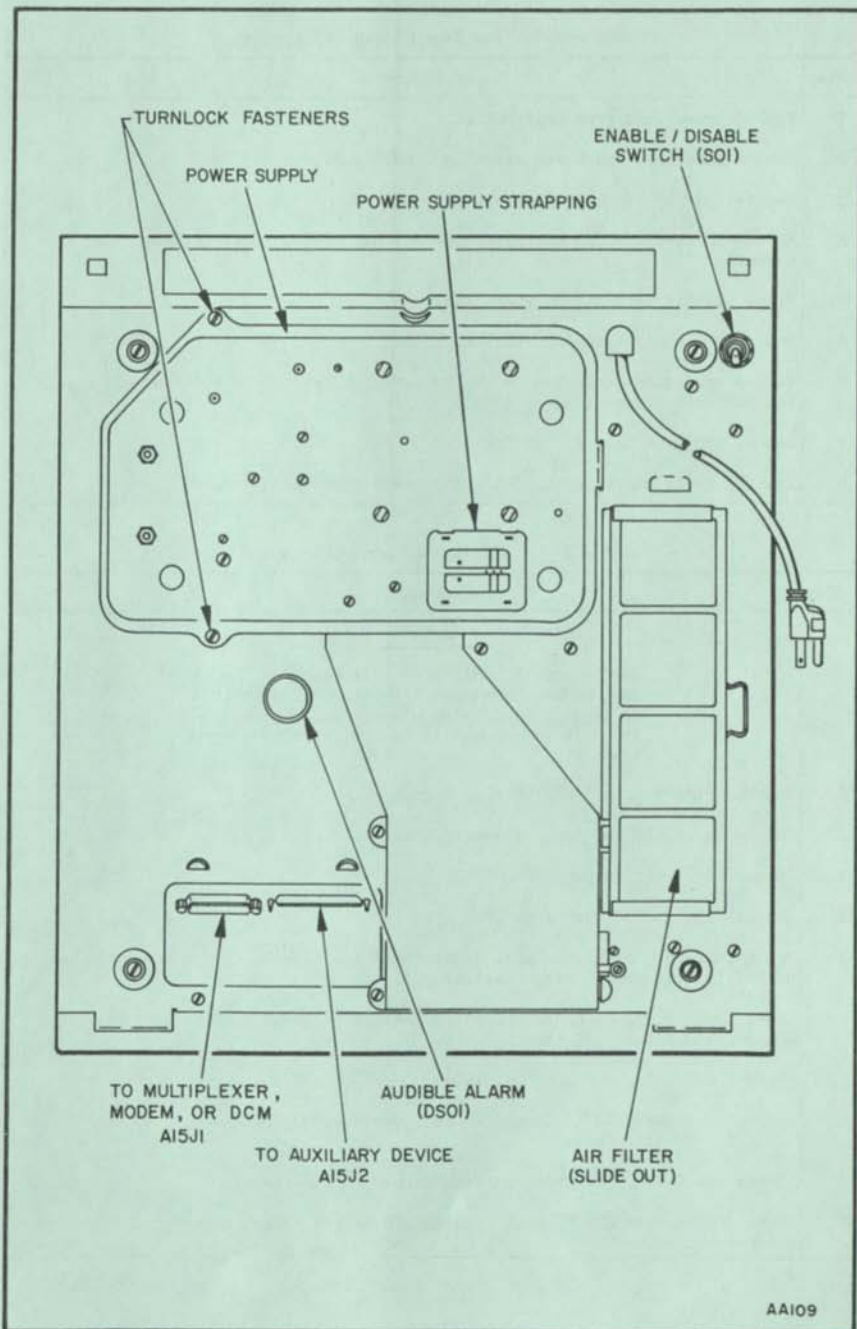 TURNLOCK FASTENERS
POWER SUPPLY
POWER SUPPLY STRAPPING
ENABLE / DISABLE
SWITCH (SO1)
TO MULTIPLEXER,
MODEM, OR DCM
A15J1
TO AUXILIARY DEVICE
A15J2
AUDIBLE ALARM
(DSO1)
AIR FILTER
(SLIDE OUT)
AA109